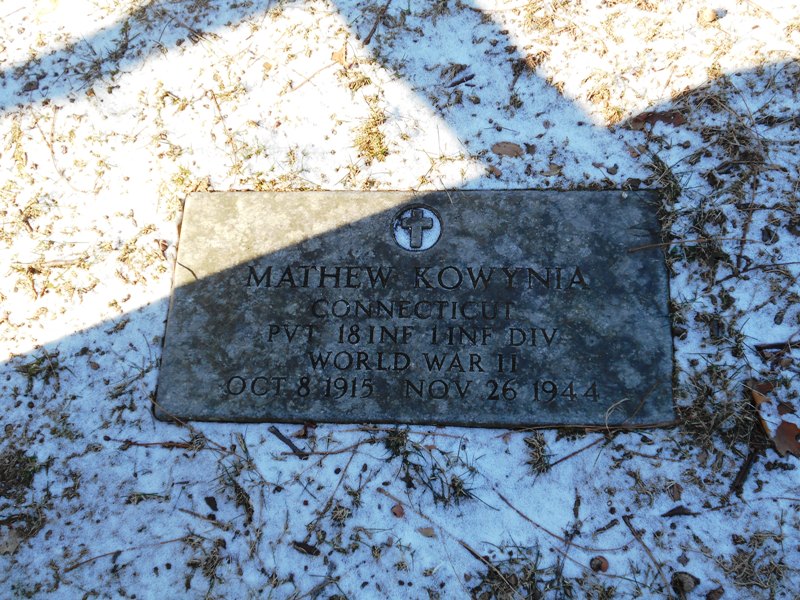 MATHEW KOWYNIA
CONNECTICUT
PVT 18 INF 1 INF DIV
WORLD WAR II
OCT 8 1915 NOV 26 1944